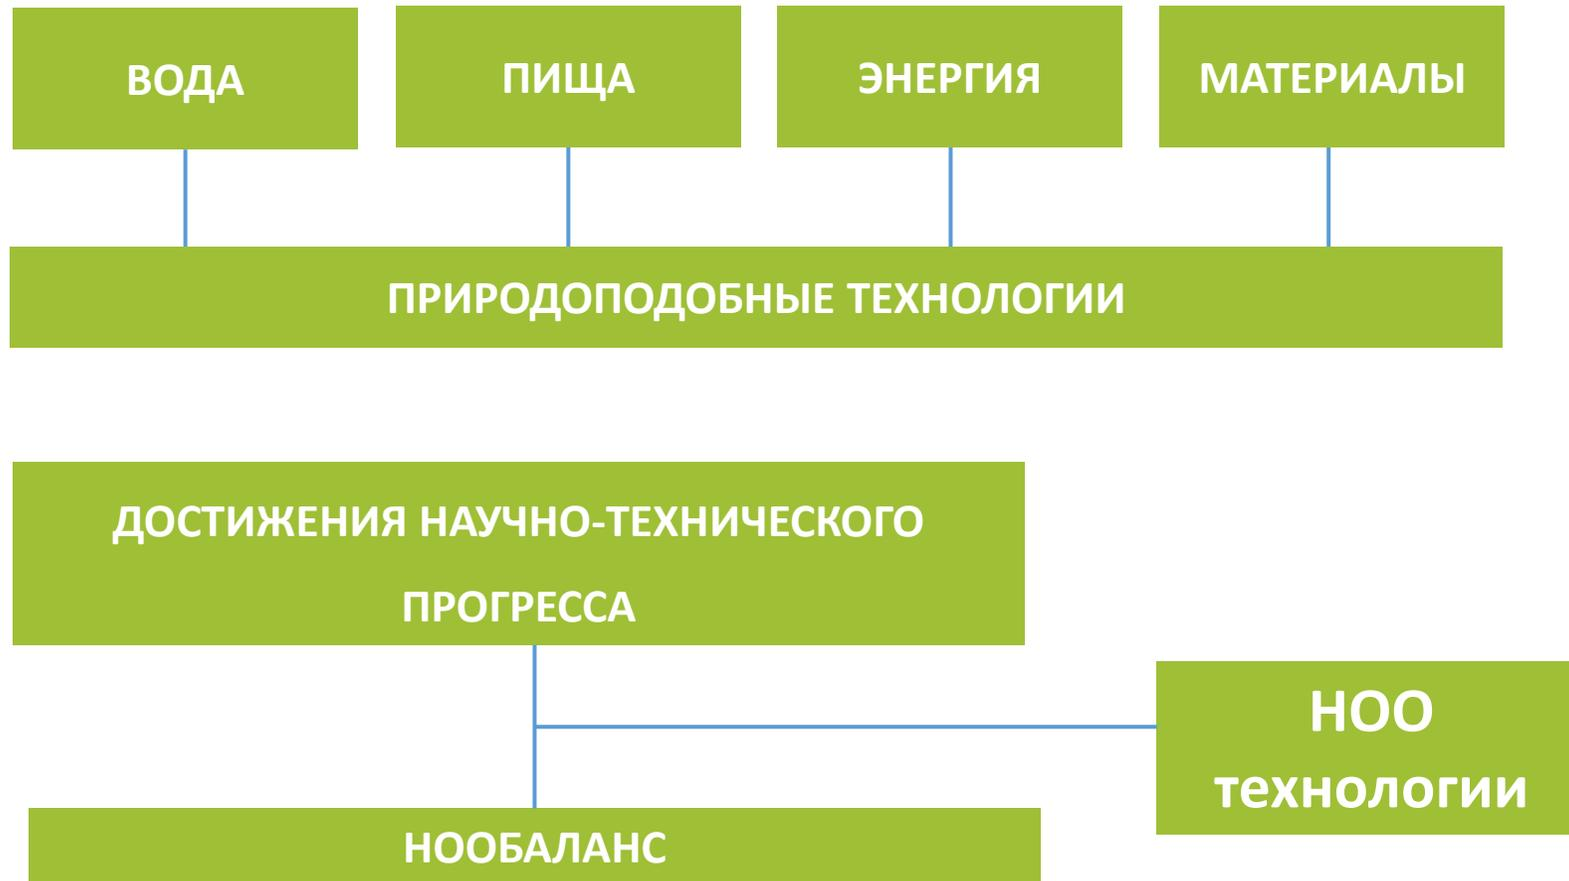 ВОДА
ПИЩА
ЭНЕРГИЯ
МАТЕРИАЛЫ
ПРИРОДОПОДОБНЫЕ ТЕХНОЛОГИИ
ДОСТИЖЕНИЯ НАУЧНО-ТЕХНИЧЕСКОГО
ПРОГРЕССА
НОО
технологии
НООБАЛАНС